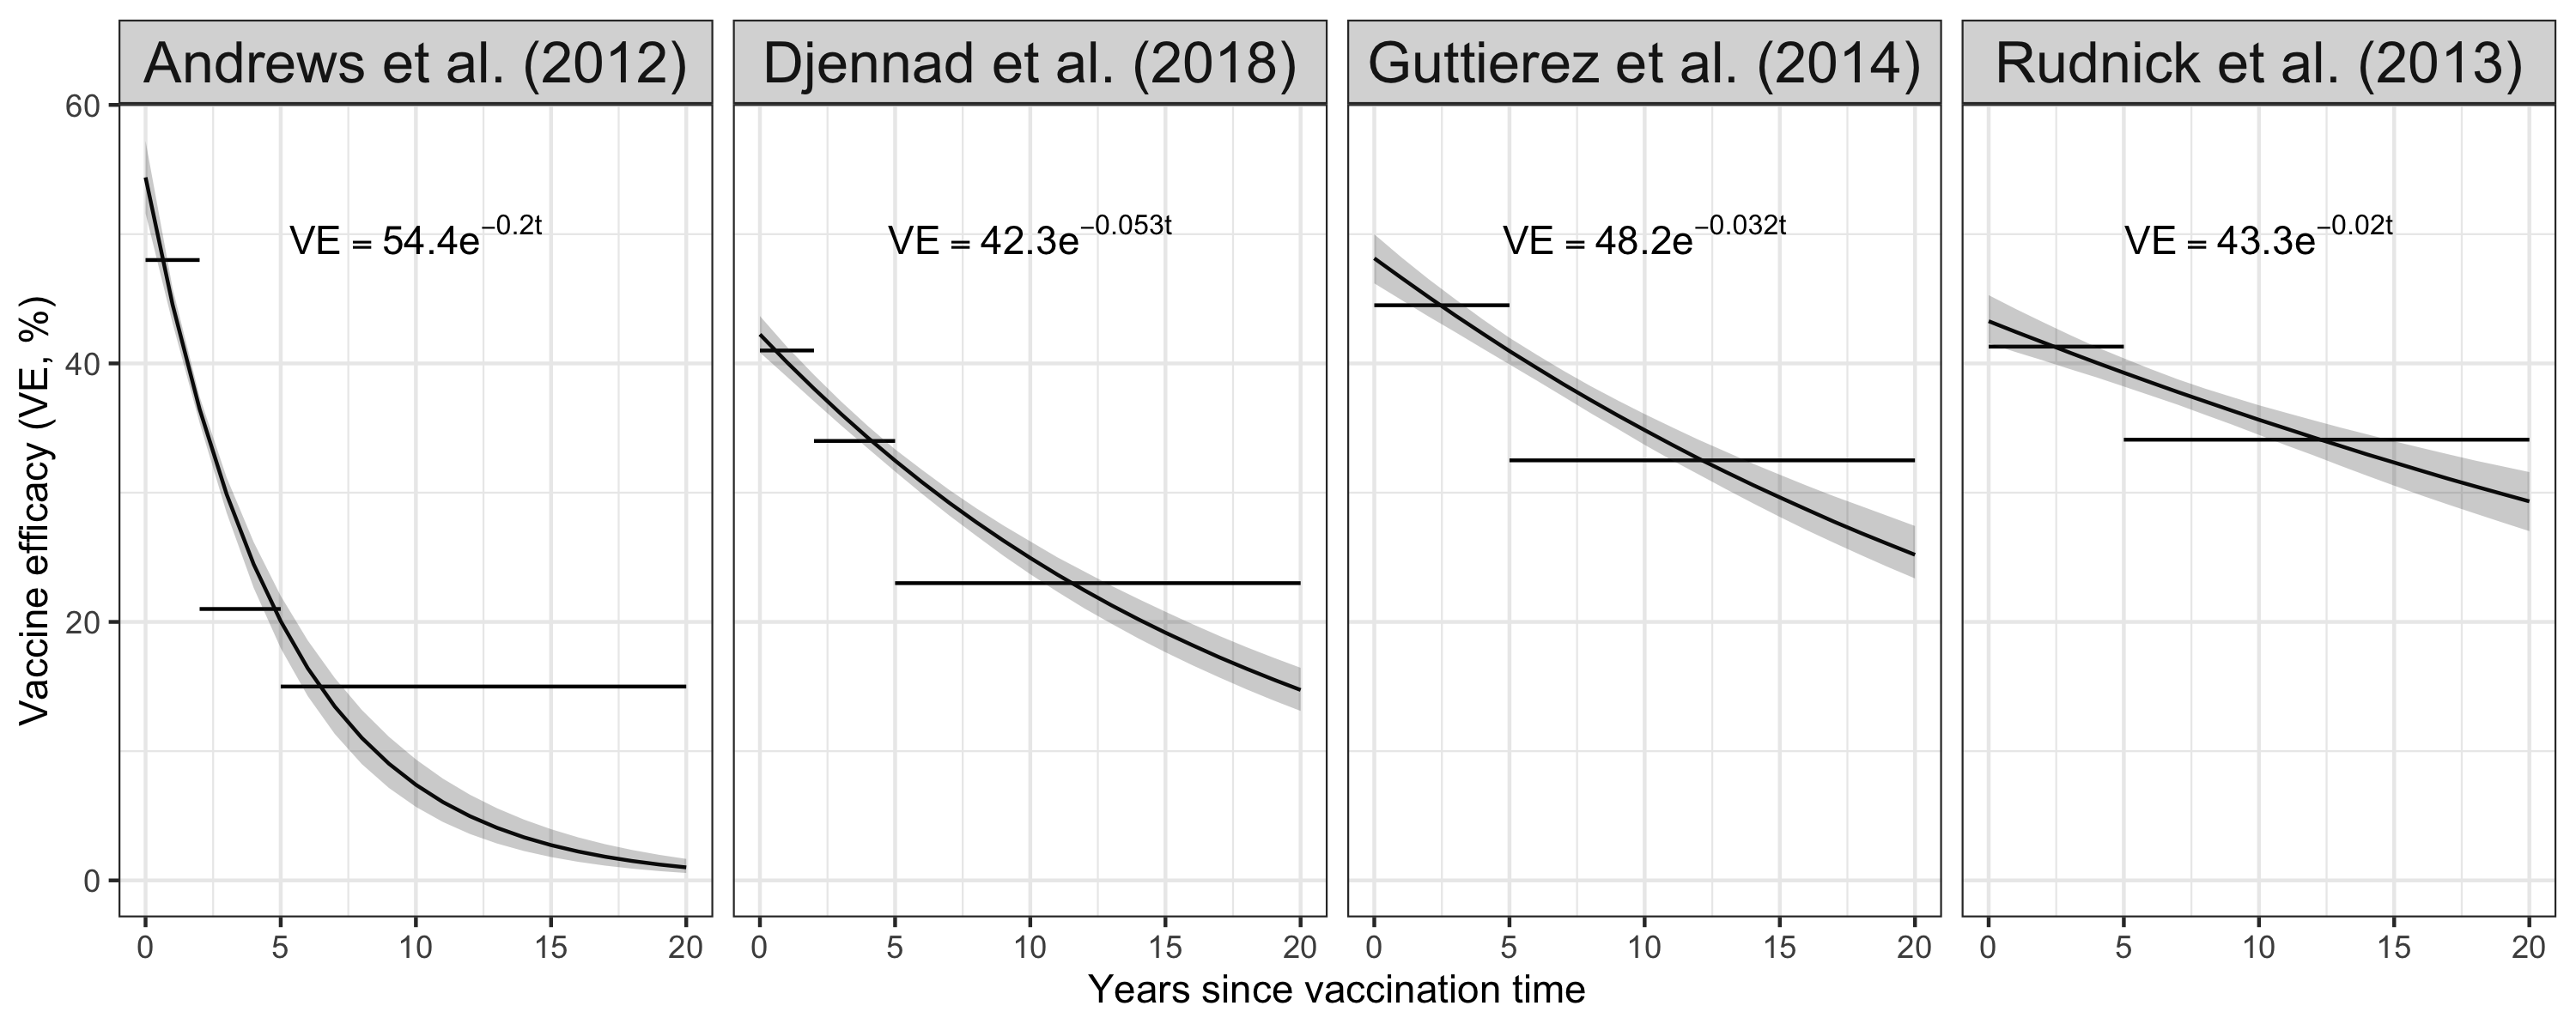 Andrews et al. (2012) Djennad et al. (2018) Guttierez et al. (2014) Rudnick et al. (2013)
60
VE = 54.4e−0.2t VE = 42.3e−0.053t VE = 48.2e−0.032t VE = 43.3e−0.02t
Vaccine efficacy (VE, %)
40
20
0
0 5 10 15 20 0 5 10 15 20 0 5 10 15 20 0 5 10 15 20
Years since vaccination time